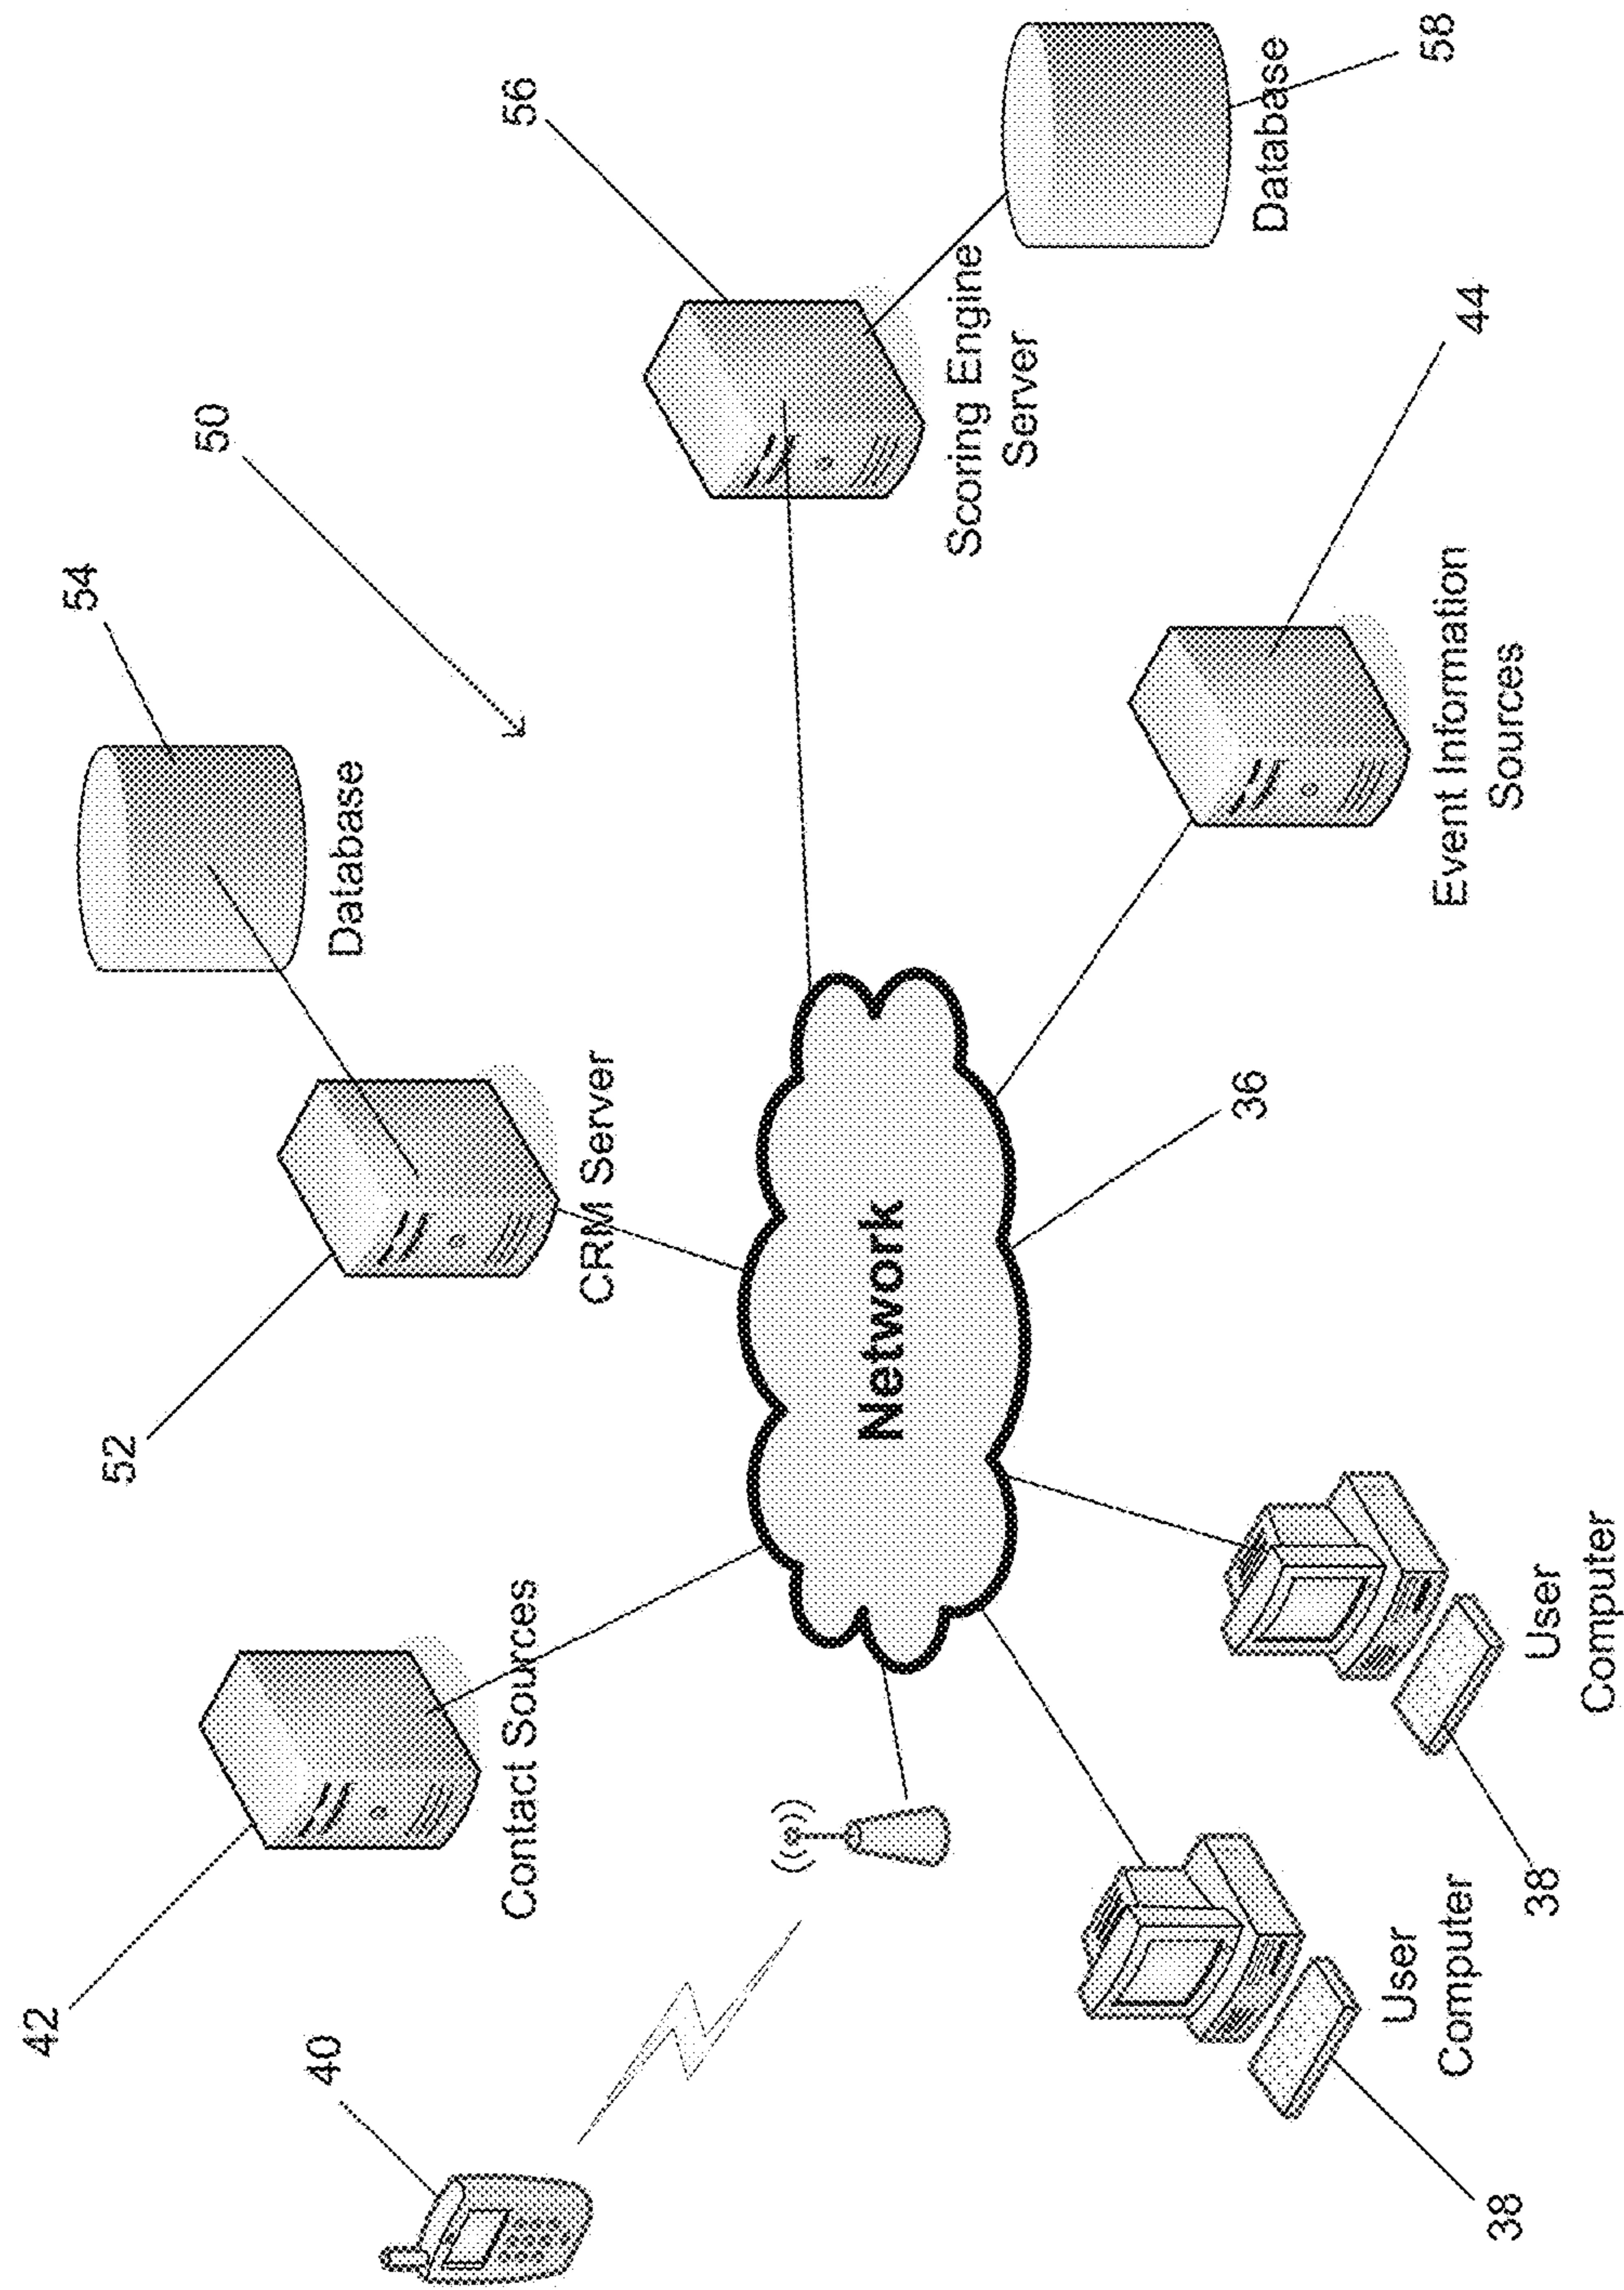 42
54
52
50
40
Database
Contact Sources
56
CRM Server
Network
Scoring Engine
Server
36
Database
58
User
Computer
Event Information
Sources
44
38
38
User
Computer